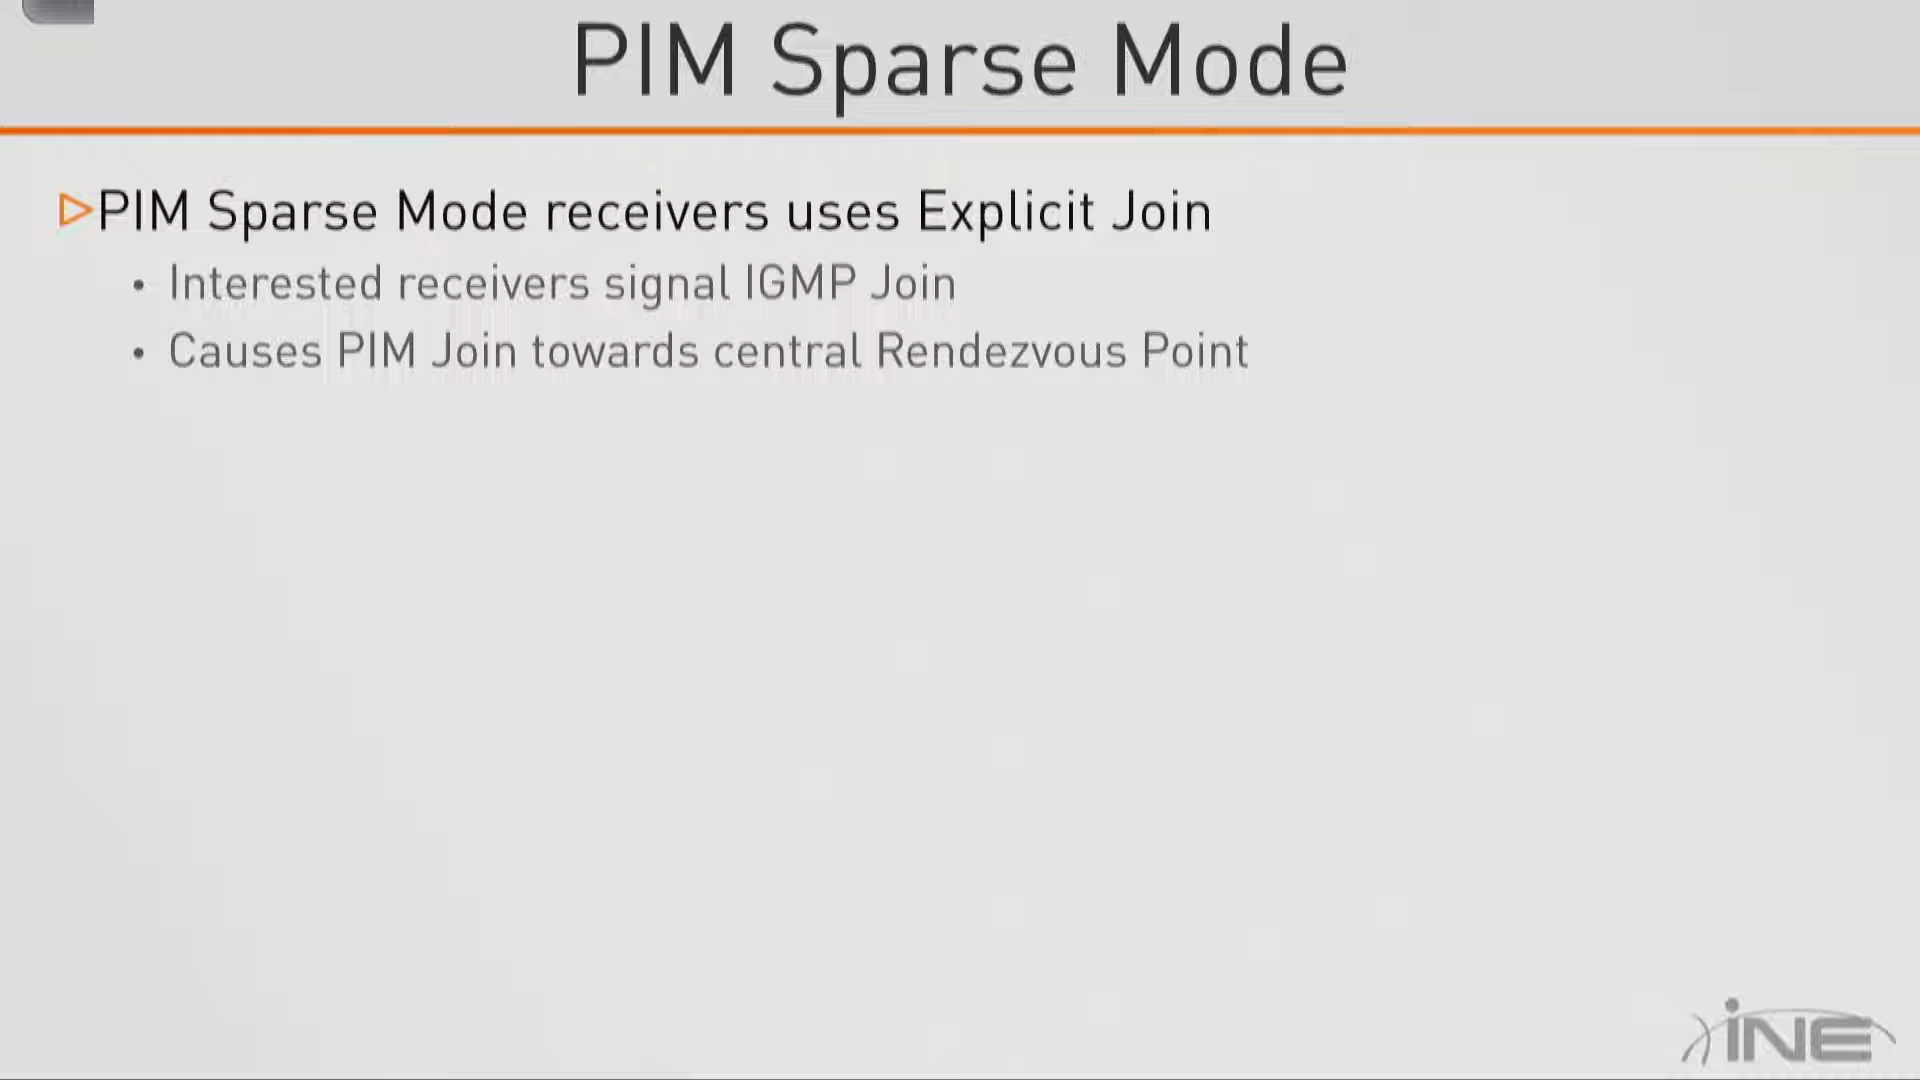 PIM Sparse Mode
PIM Sparse Mode receivers uses Explicit Join
• Interested receivers signal IGMP Join
• Causes PIM Join towards central Rendezvous Point
iNE